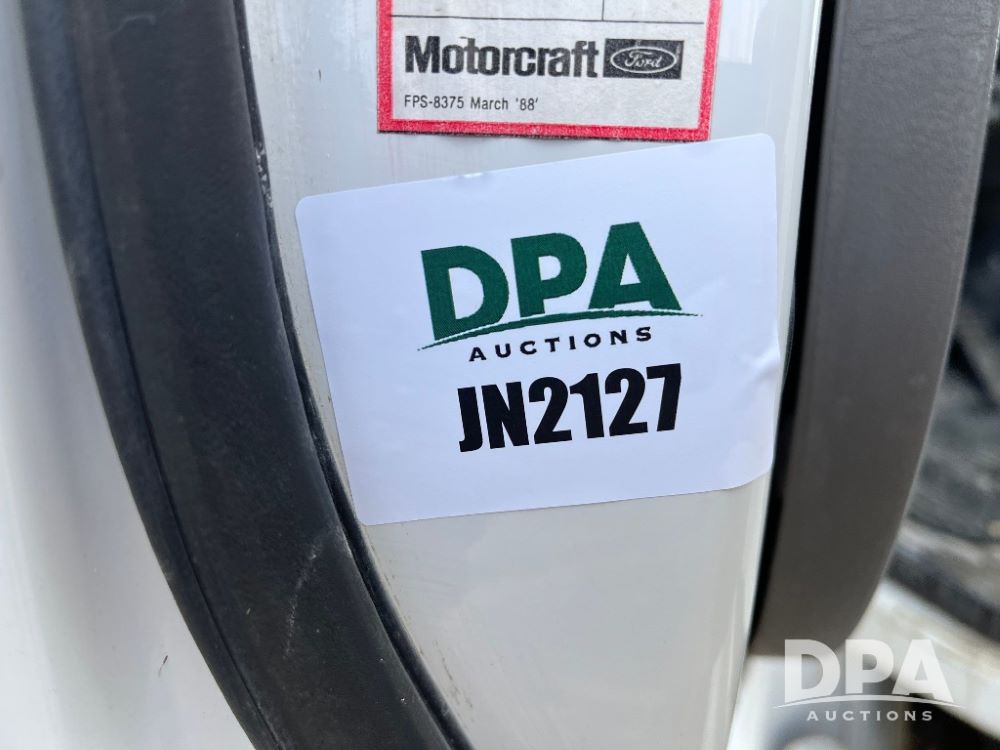 Motorcraft Ford
FPS-8375 March '88'
DPA
AUCTIONS
JN2127
DPA
AUCTIONS